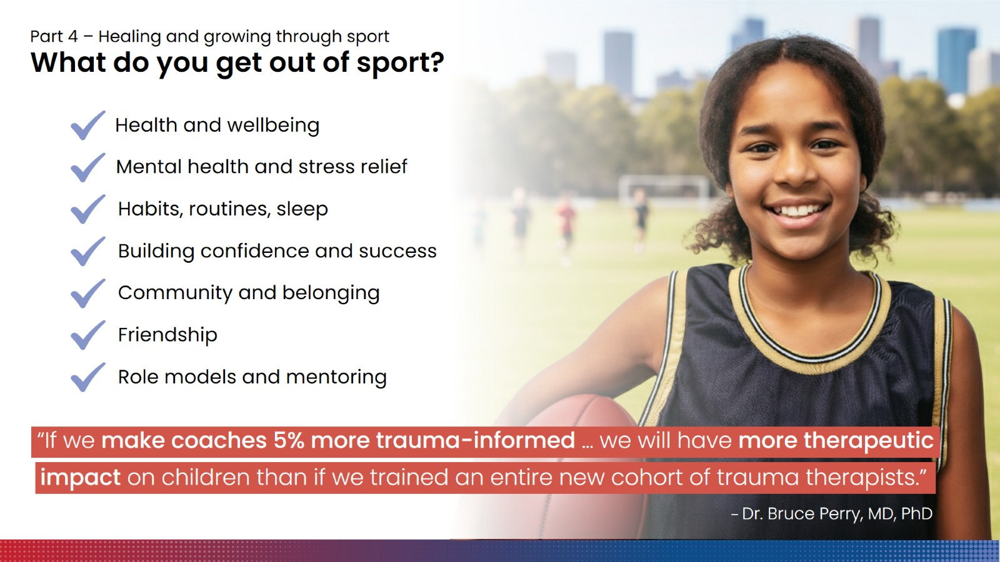 Part 4 – Healing and growing through sport
What do you get out of sport?
Health and wellbeing
Mental health and stress relief
Habits, routines, sleep
Building confidence and success
Community and belonging
Friendship
Role models and mentoring
“If we make coaches 5% more trauma-informed ... we will have more therapeutic
impact on children than if we trained an entire new cohort of trauma therapists.”
– Dr. Bruce Perry, MD, PhD